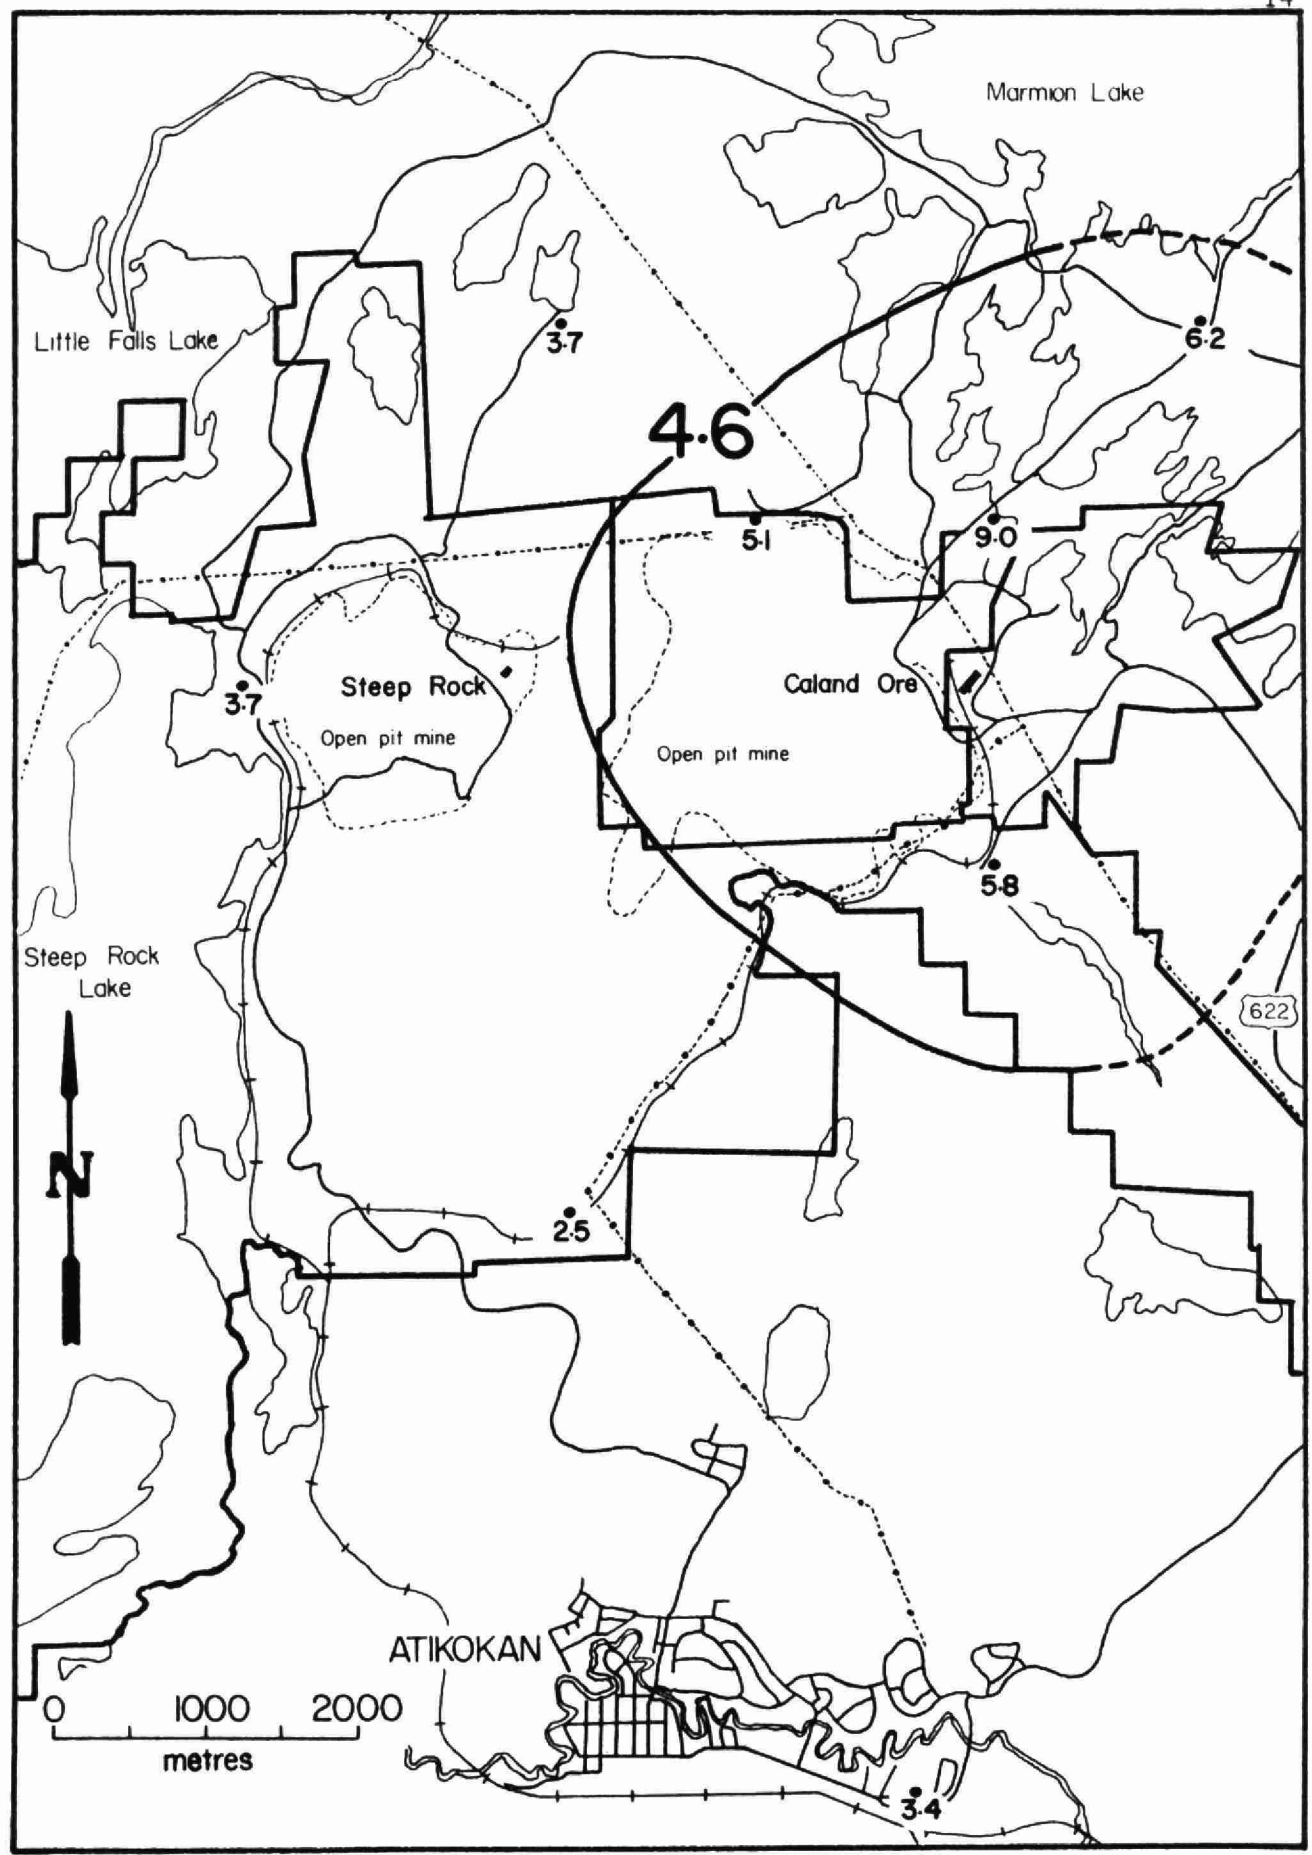 14
Marmion Lake
Little Falls Lake
3.7
6.2
4.6
5.1
9.0
Steep Rock
Caland Ore
3.7
Open pit mine
Open pit mine
5.8
Steep Rock
Lake
622
N
2.5
ATIKOKAN
0 1000 2000
metres
3.4